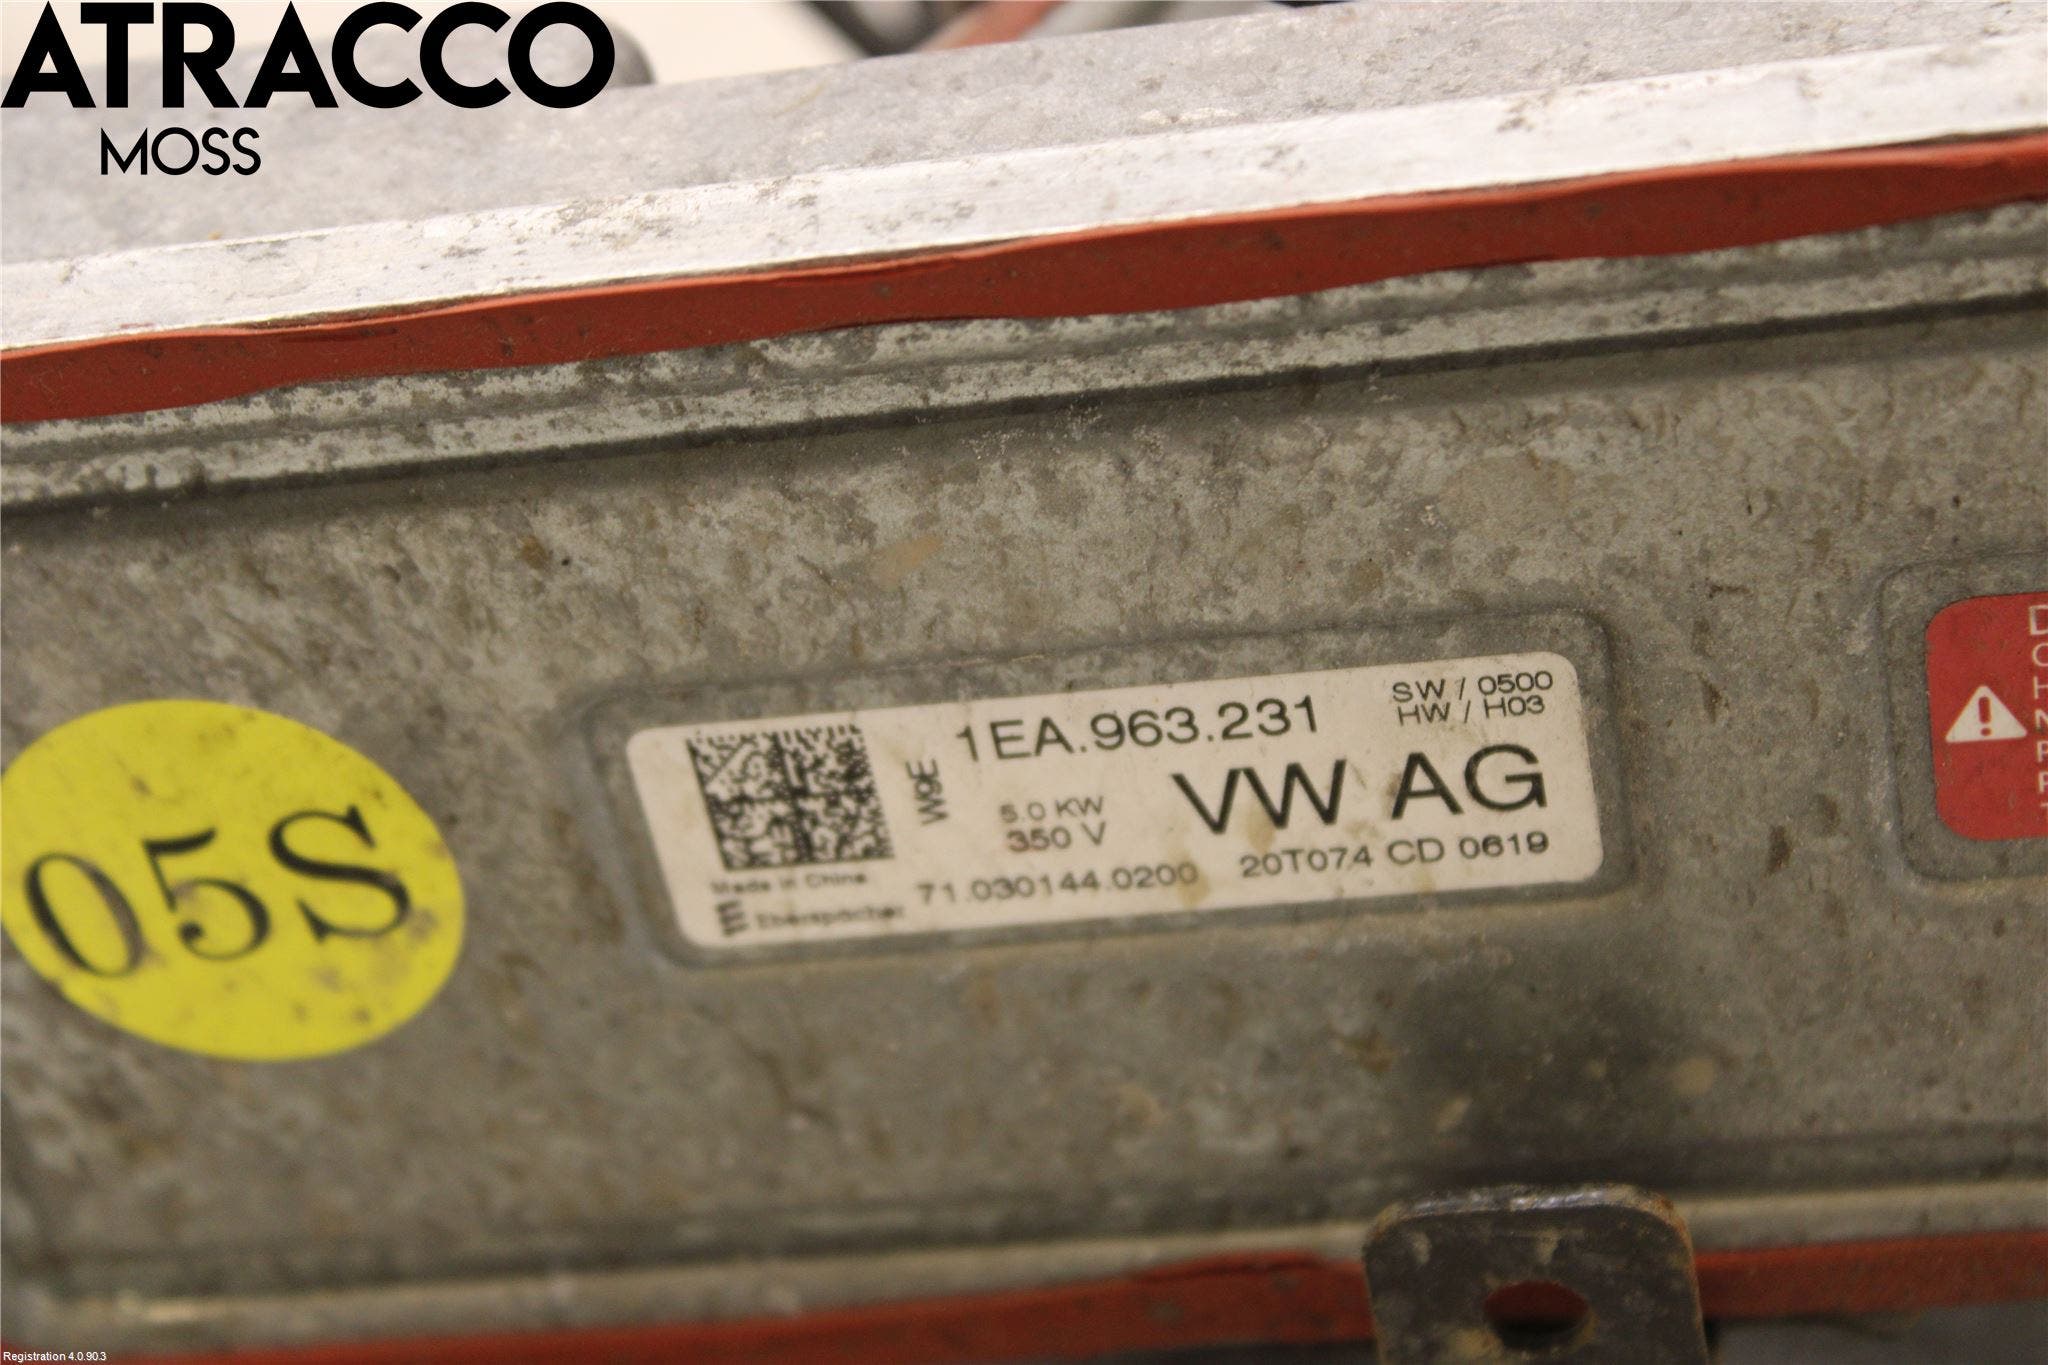 ATRACCO
MOSS
05S
1EA.963.231
SW / 0500
HW / H03
W9E
5.0 KW
350 V
VW AG
Made in China
71.030144.0200
20T074 CD 0619
Eberspächer
Registration 4.0.90.3